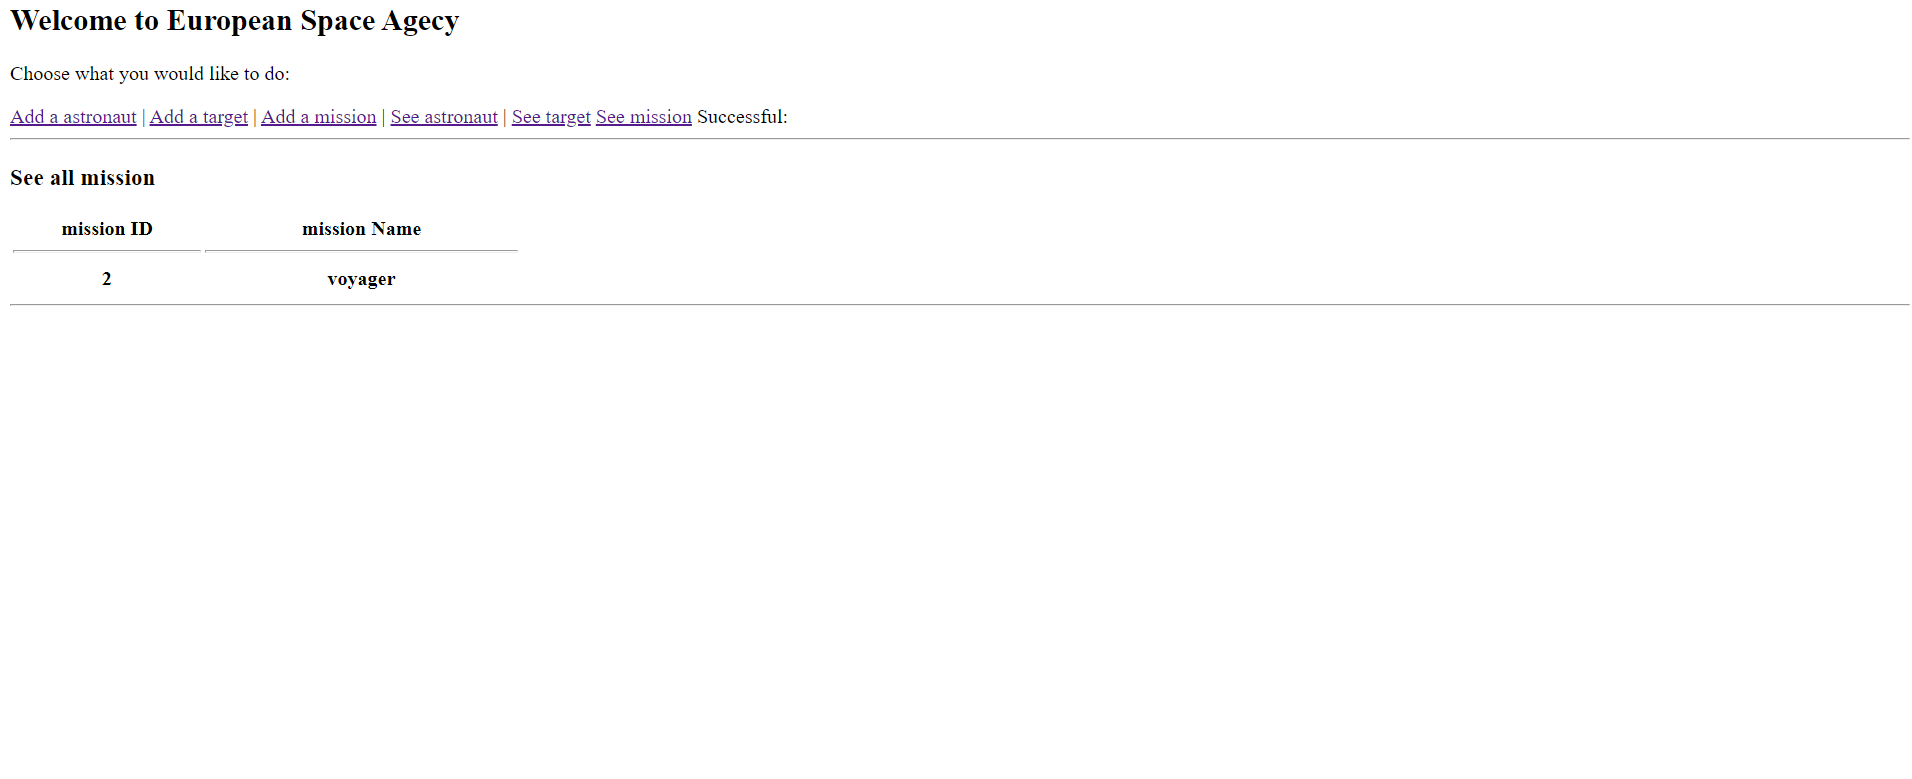 Welcome to European Space Agecy
Choose what you would like to do:
Add a astronaut | Add a target | Add a mission | See astronaut | See target See mission Successful:
See all mission
mission ID mission Name
2 voyager